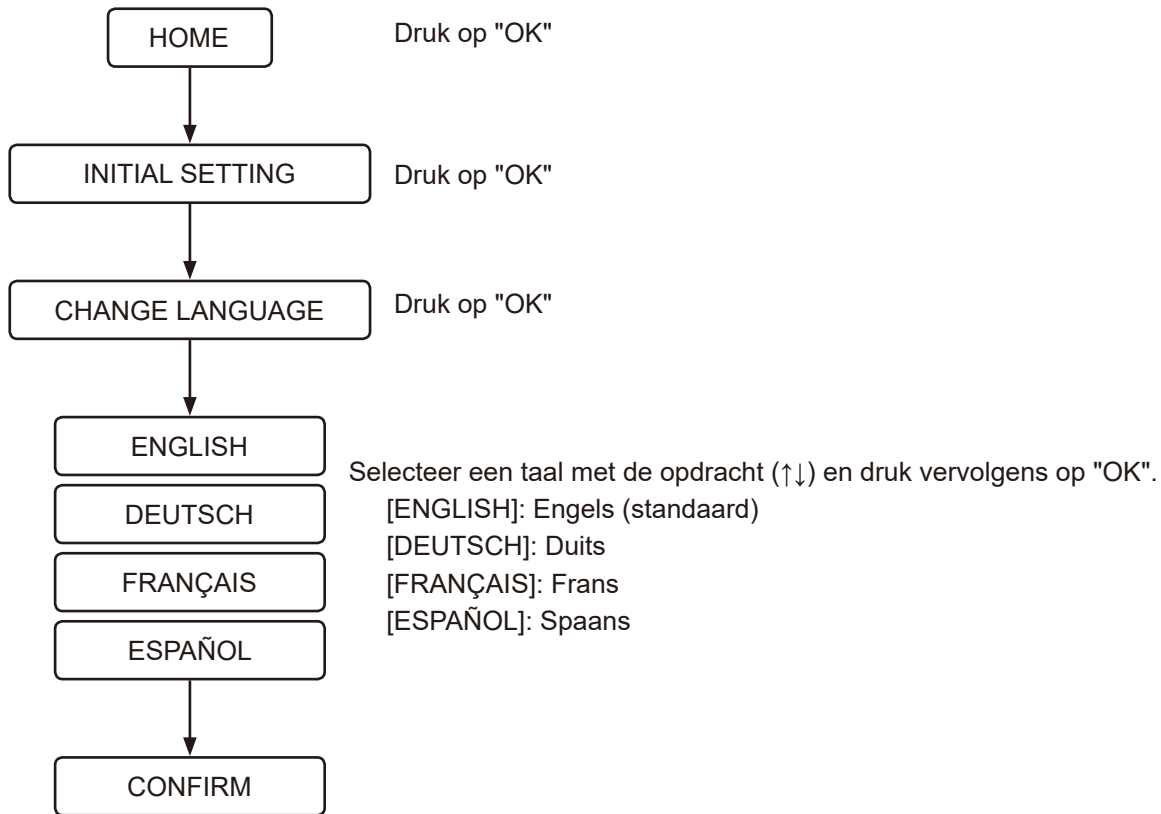 HOME
Druk op "OK"
INITIAL SETTING
Druk op "OK"
CHANGE LANGUAGE
Druk op "OK"
ENGLISH
DEUTSCH
FRANÇAIS
ESPAÑOL
Selecteer een taal met de opdracht (↑↓) en druk vervolgens op "OK".
[ENGLISH]: Engels (standaard)
[DEUTSCH]: Duits
[FRANÇAIS]: Frans
[ESPAÑOL]: Spaans
CONFIRM